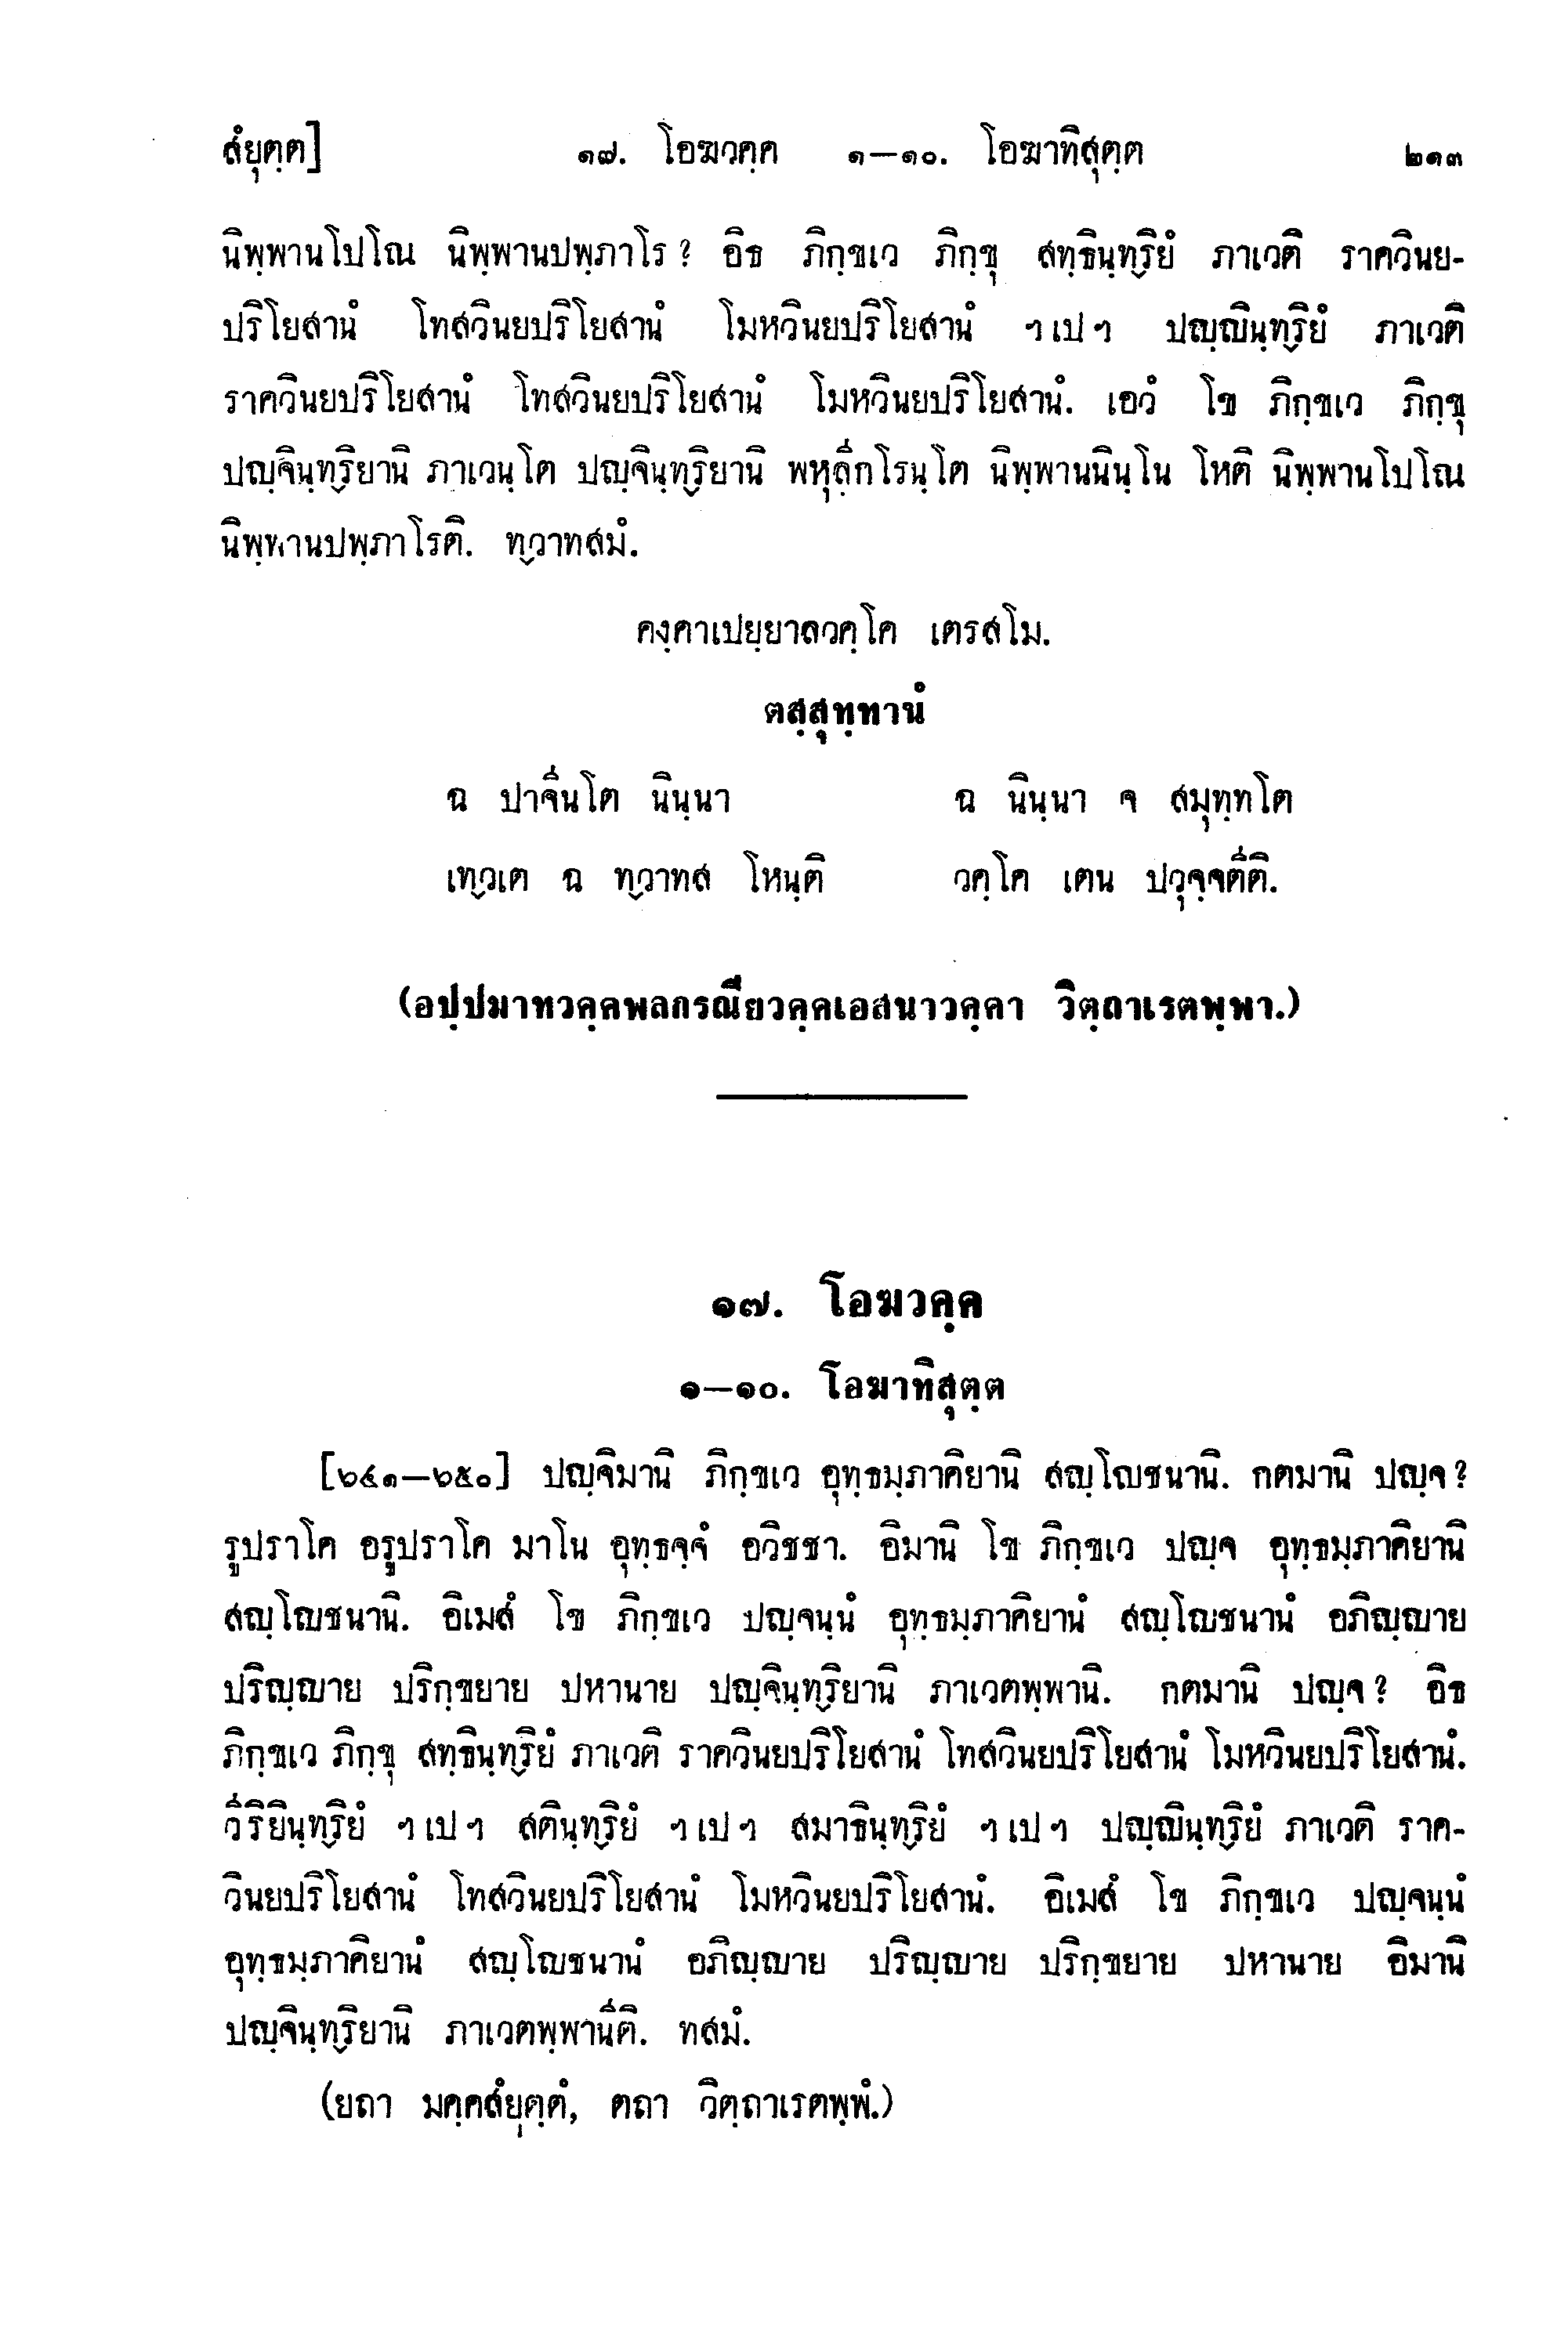 สํยุตฺต]	๑๗. โอฆวคฺค ๑—๑๐. โอฆาทิสุตฺต	๒๑๓
นิพฺพานโปโณ นิพฺพานปพฺภาโร? อิธ ภิกฺขเว ภิกฺขุ สทฺธินฺทฺริยํ ภาเวติ ราควินย-
ปริโยสานํ โทสวินยปริโยสานํ โมหวินยปริโยสานํ ฯเปฯ ปญฺญินฺทฺริยํ ภาเวติ
ราควินยปริโยสานํ โทสวินยปริโยสานํ โมหวินยปริโยสานํ. เอวํ โข ภิกฺขเว ภิกฺขุ
ปญฺจินฺทฺริยานิ ภาเวนฺโต ปญฺจินฺทฺริยานิ พหุลีกโรนฺโต นิพฺพานนินฺโน โหติ นิพฺพานโปโณ
นิพฺพานปพฺภาโรติ. ทฺวาทสมํ.
คงฺคาเปยฺยาลวคฺโค เตรสโม.
ตสฺสุทฺทานํ
ฉ ปาจีนโต นินฺนา	ฉ นินฺนา จ สมุทฺทโต
เทฺวเต ฉ ทฺวาทส โหนฺติ	วคฺโค เตน ปวุจฺจตีติ.
(อปฺปมาทวคฺคพลกรณียวคฺคเอสนาวคฺคา วิตฺถาเรตพฺพา.)
๑๗. โอฆวคฺค
๑—๑๐. โอฆาทิสุตฺต
[๖๔๑—๖๕๐] ปญฺจิมานิ ภิกฺขเว อุทฺธมฺภาคิยานิ สญฺโญชนานิ. กตมานิ ปญฺจ?
รูปราโค อรูปราโค มาโน อุทฺธจฺจํ อวิชฺชา. อิมานิ โข ภิกฺขเว ปญฺจ อุทฺธมฺภาคิยานิ
สญฺโญชนานิ. อิเมสํ โข ภิกฺขเว ปญฺจนฺนํ อุทฺธมฺภาคิยานํ สญฺโญชนานํ อภิญฺญาย
ปริญฺญาย ปริกฺขยาย ปหานาย ปญฺจินฺทฺริยานิ ภาเวตพฺพานิ. กตมานิ ปญฺจ? อิธ
ภิกฺขเว ภิกฺขุ สทฺธินฺทฺริยํ ภาเวติ ราควินยปริโยสานํ โทสวินยปริโยสานํ โมหวินยปริโยสานํ.
วีริยินฺทฺริยํ ฯเปฯ สตินฺทฺริยํ ฯเปฯ สมาธินฺทฺริยํ ฯเปฯ ปญฺญินฺทฺริยํ ภาเวติ ราค-
วินยปริโยสานํ โทสวินยปริโยสานํ โมหวินยปริโยสานํ. อิเมสํ โข ภิกฺขเว ปญฺจนฺนํ
อุทฺธมฺภาคิยานํ สญฺโญชนานํ อภิญฺญาย ปริญฺญาย ปริกฺขยาย ปหานาย อิมานิ
ปญฺจินฺทฺริยานิ ภาเวตพฺพานีติ. ทสมํ.
(ยถา มคฺคสํยุตฺตํ, ตถา วิตฺถาเรตพฺพํ.)